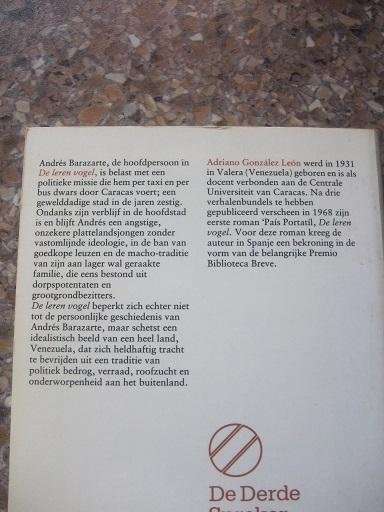 Andrés Barazarte, de hoofdpersoon in
De leren vogel, is belast met een
politieke missie die hem per taxi en per
bus dwars door Caracas voert; een
gewelddadige stad in de jaren zestig.
Ondanks zijn verblijf in de hoofdstad
is en blijft Andrés een angstige,
onzekere plattelandsjongen zonder
vastomlijnde ideologie, in de ban van
goedkope leuzen en de macho-traditie
van zijn aan lager wal geraakte
familie, die eens bestond uit
dorpspotentaten en
grootgrondbezitters.
De leren vogel beperkt zich echter niet
tot de persoonlijke geschiedenis van
Andrés Barazarte, maar schetst een
idealistisch beeld van een heel land,
Venezuela, dat zich heldhaftig tracht
te bevrijden uit een traditie van
politiek bedrog, verraad, roofzucht en
onderworpenheid aan het buitenland.
Adriano González León werd in 1931
in Valera (Venezuela) geboren en is als
docent verbonden aan de Centrale
Universiteit van Caracas. Na drie
verhalenbundels te hebben
gepubliceerd verscheen in 1968 zijn
eerste roman 'País Portatíl, De leren
vogel. Voor deze roman kreeg de
auteur in Spanje een bekroning in de
vorm van de belangrijke Premio
Biblioteca Breve.
De Derde
Spreker